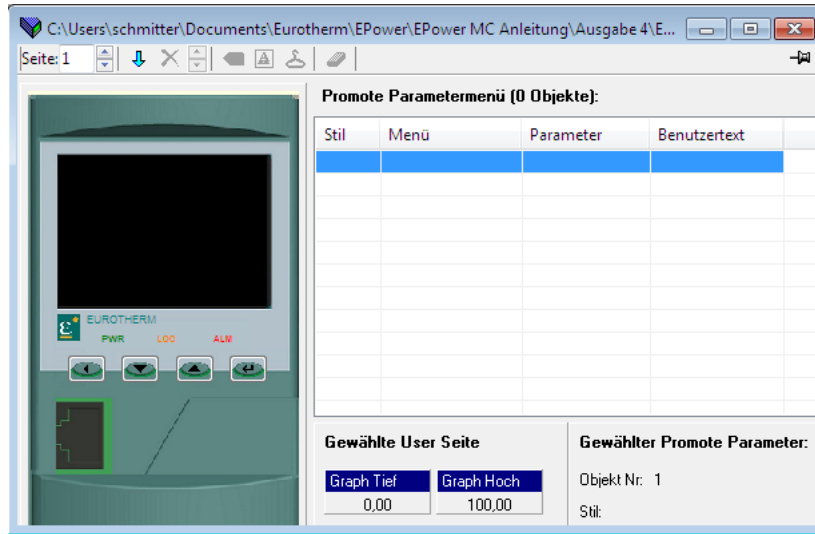 C:\Users\schmitter\Documents\Eurotherm\EPower\EPower MC Anleitung\Ausgabe 4\E...
Seite: 1
A
Promote Parametermenü (0 Objekte):
Stil Menü Parameter Benutzertext
EUROTHERM
PWR LOC ALM
Gewählte User Seite
Graph Tief Graph Hoch
0,00 100,00
Gewählter Promote Parameter:
Objekt Nr: 1
Stil: